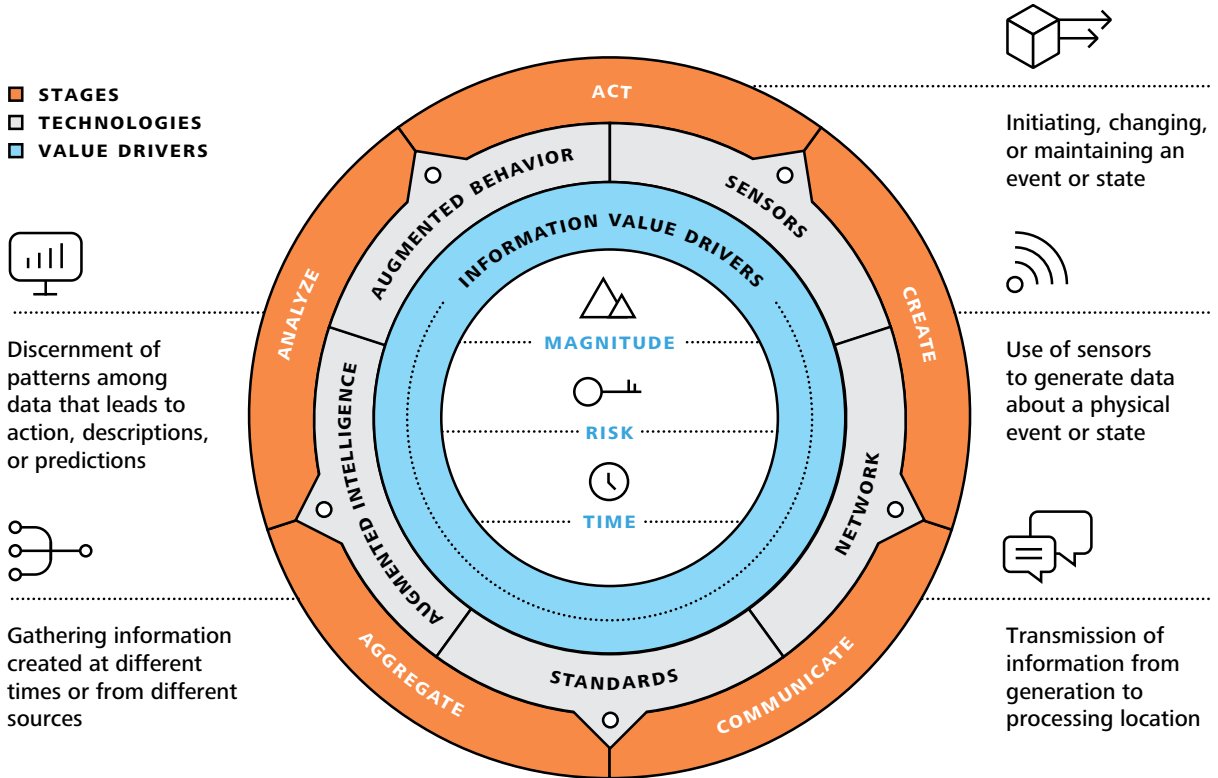 STAGES
TECHNOLOGIES
VALUE DRIVERS
ACT
Initiating, changing,
or maintaining an
event or state
CREATE
Use of sensors
to generate data
about a physical
event or state
COMMUNICATE
Transmission of
information from
generation to
processing location
AGGREGATE
Gathering information
created at different
times or from different
sources
ANALYZE
Discernment of
patterns among
data that leads to
action, descriptions,
or predictions
AUGMENTED BEHAVIOR
SENSORS
NETWORK
STANDARDS
AUGMENTED INTELLIGENCE
INFORMATION VALUE DRIVERS
MAGNITUDE
RISK
TIME